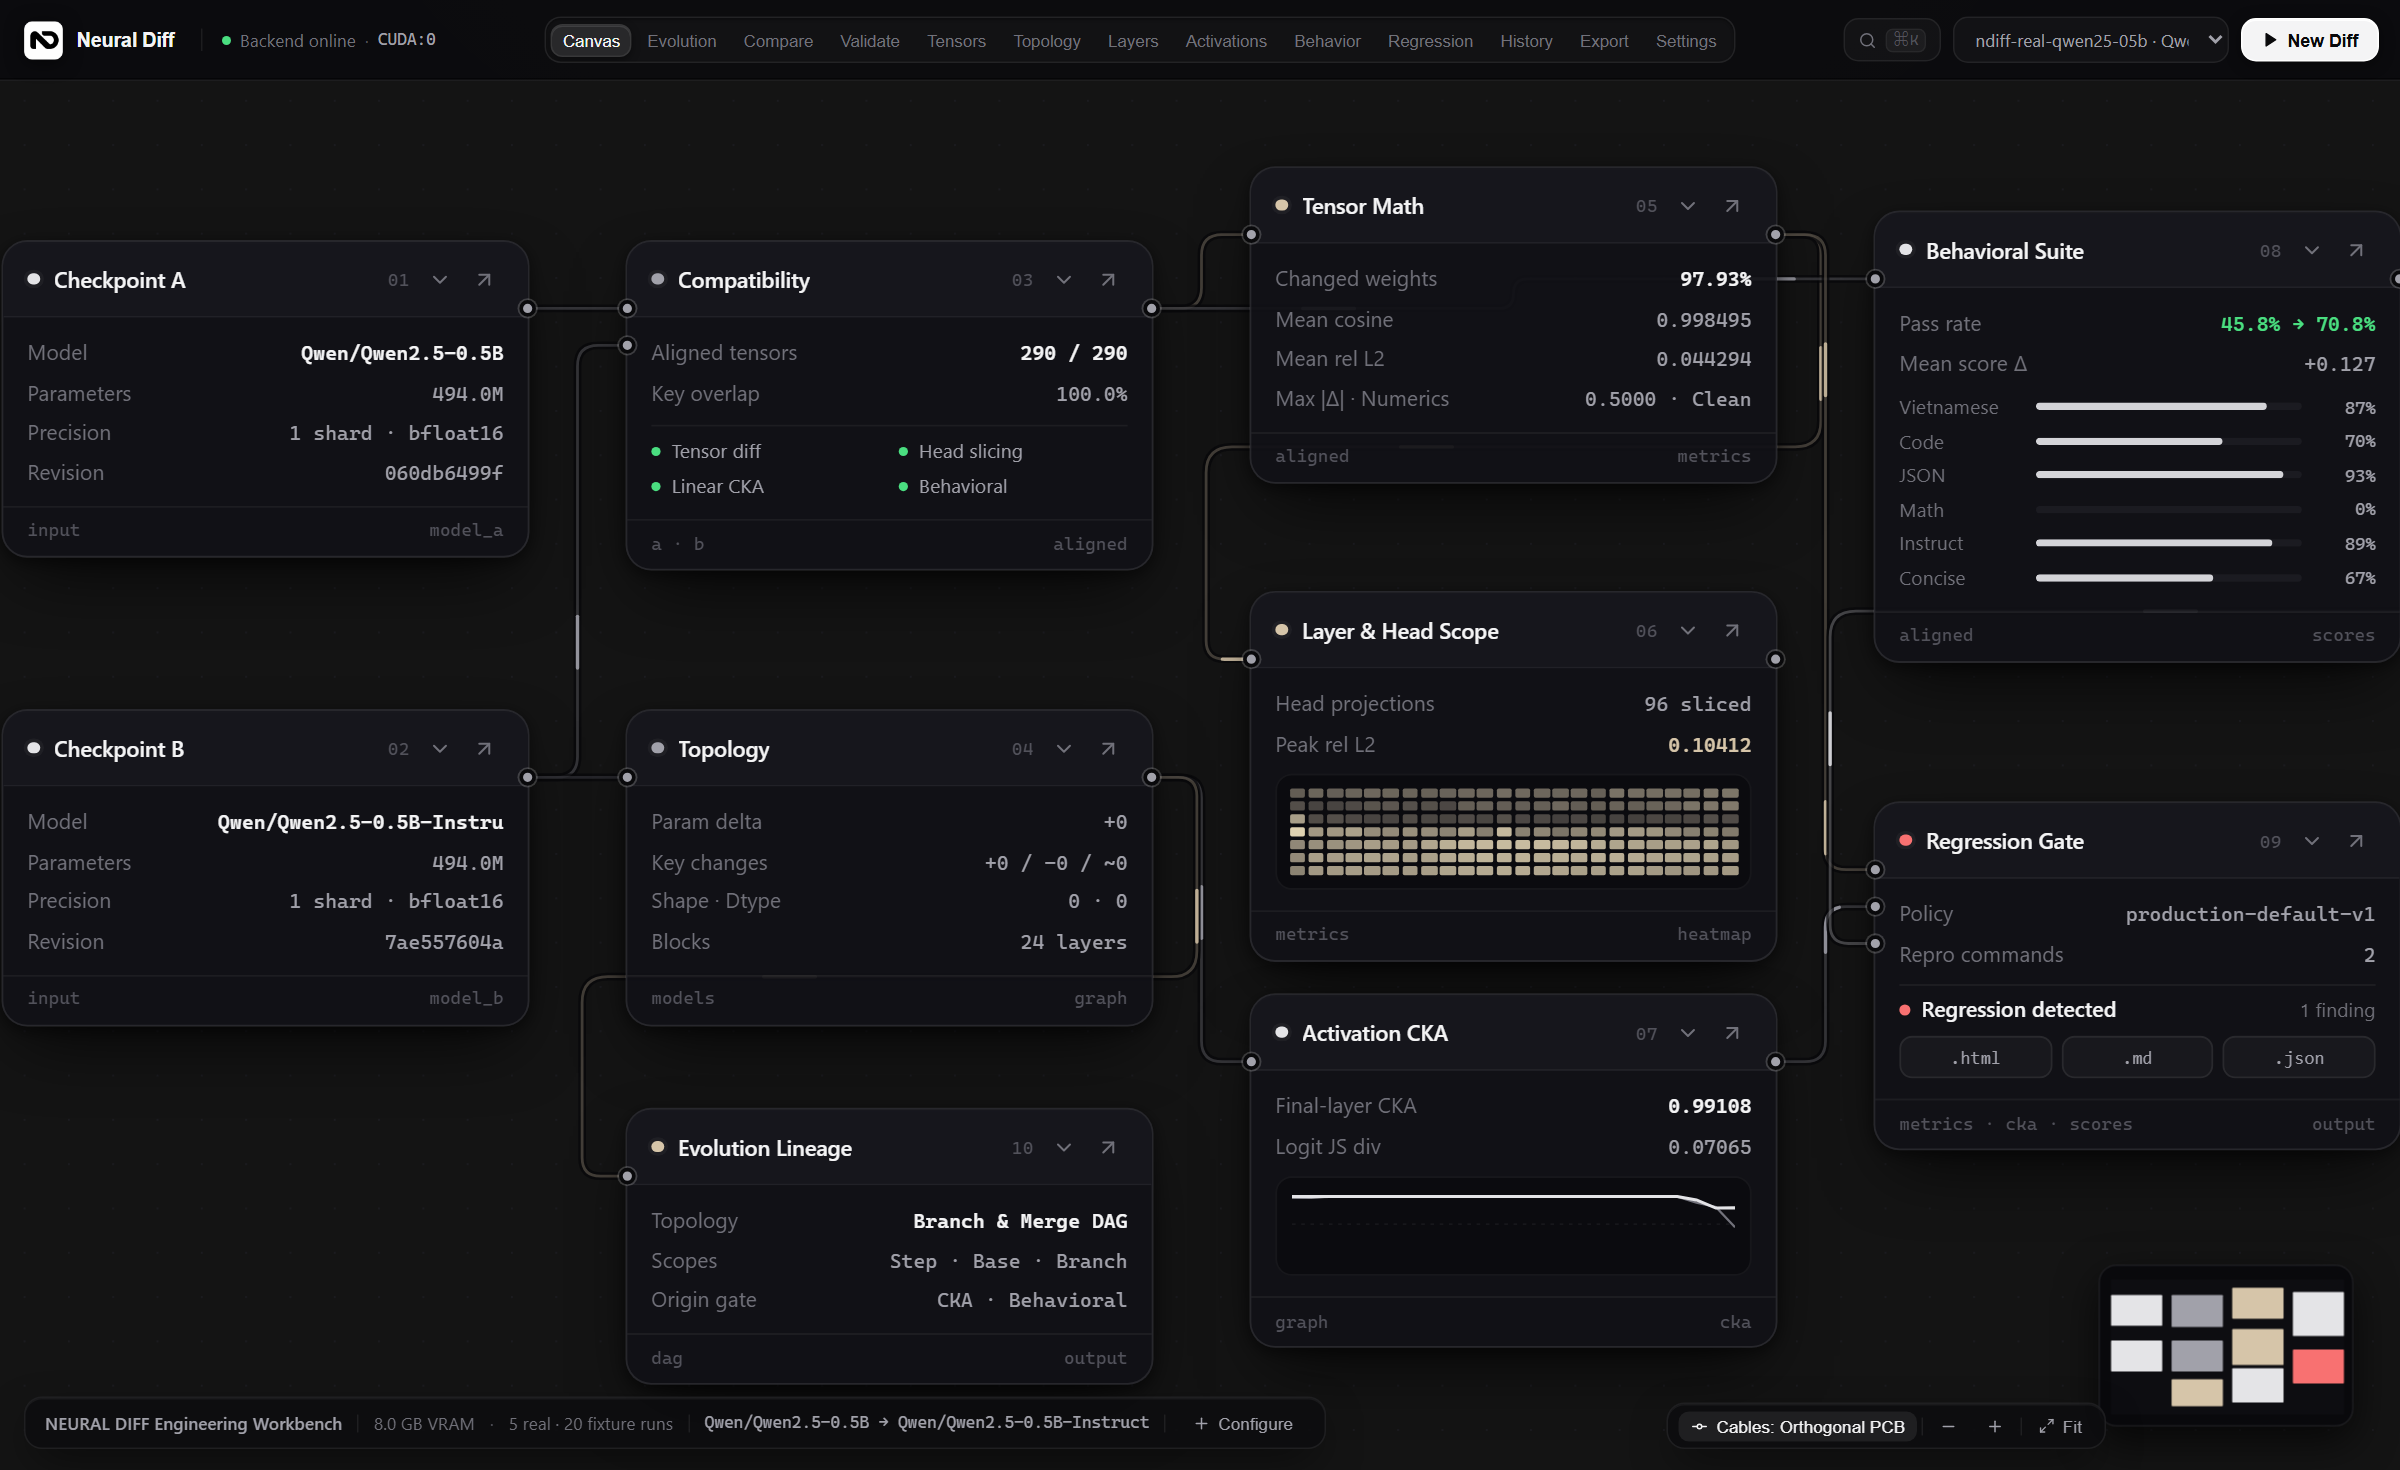 Neural Diff
Backend online · CUDA:0
Canvas Evolution Compare Validate Tensors Topology Layers Activations Behavior Regression History Export Settings
⌘K
ndiff-real-qwen25-05b · Qw
New Diff
Checkpoint A 01
Model Qwen/Qwen2.5-0.5B
Parameters 494.0M
Precision 1 shard · bfloat16
Revision 060db6499f
input model_a
Checkpoint B 02
Model Qwen/Qwen2.5-0.5B-Instru
Parameters 494.0M
Precision 1 shard · bfloat16
Revision 7ae557604a
input model_b
Compatibility 03
Aligned tensors 290 / 290
Key overlap 100.0%
Tensor diff Head slicing
Linear CKA Behavioral
a · b aligned
Topology 04
Param delta +0
Key changes +0 / −0 / ~0
Shape · Dtype 0 · 0
Blocks 24 layers
models graph
Evolution Lineage 10
Topology Branch & Merge DAG
Scopes Step · Base · Branch
Origin gate CKA · Behavioral
dag output
Tensor Math 05
Changed weights 97.93%
Mean cosine 0.998495
Mean rel L2 0.044294
Max |Δ| · Numerics 0.5000 · Clean
aligned metrics
Layer & Head Scope 06
Head projections 96 sliced
Peak rel L2 0.10412
metrics heatmap
Activation CKA 07
Final-layer CKA 0.99108
Logit JS div 0.07065
graph cka
Behavioral Suite 08
Pass rate 45.8% → 70.8%
Mean score Δ +0.127
Vietnamese 87%
Code 70%
JSON 93%
Math 0%
Instruct 89%
Concise 67%
aligned scores
Regression Gate 09
Policy production-default-v1
Repro commands 2
Regression detected 1 finding
.html .md .json
metrics · cka · scores output
NEURAL DIFF Engineering Workbench 8.0 GB VRAM · 5 real · 20 fixture runs Qwen/Qwen2.5-0.5B → Qwen/Qwen2.5-0.5B-Instruct + Configure
Cables: Orthogonal PCB − + Fit